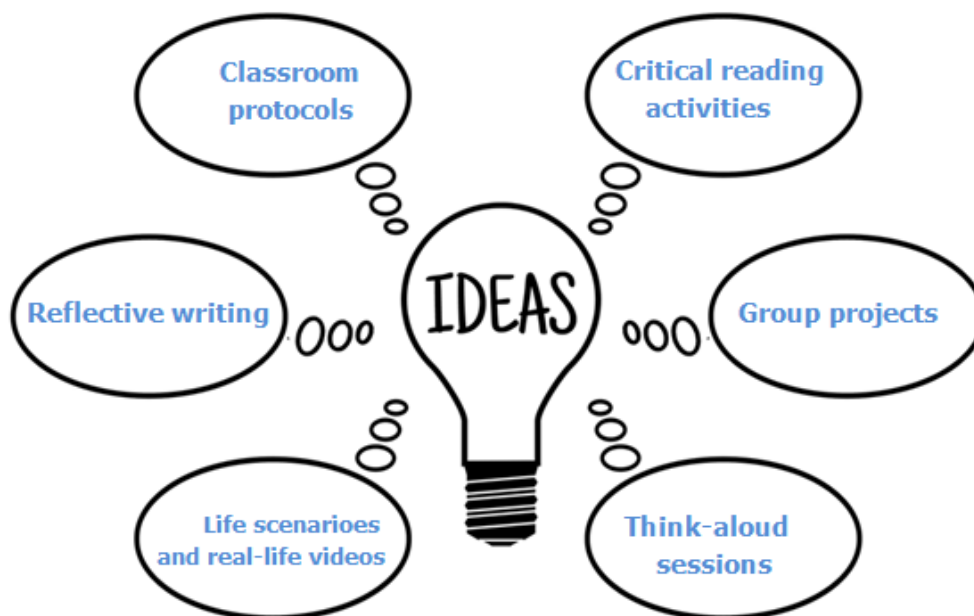 Classroom
protocols
Critical reading
activities
Reflective writing
IDEAS
Group projects
Life scenarioes
and real-life videos
Think-aloud
sessions